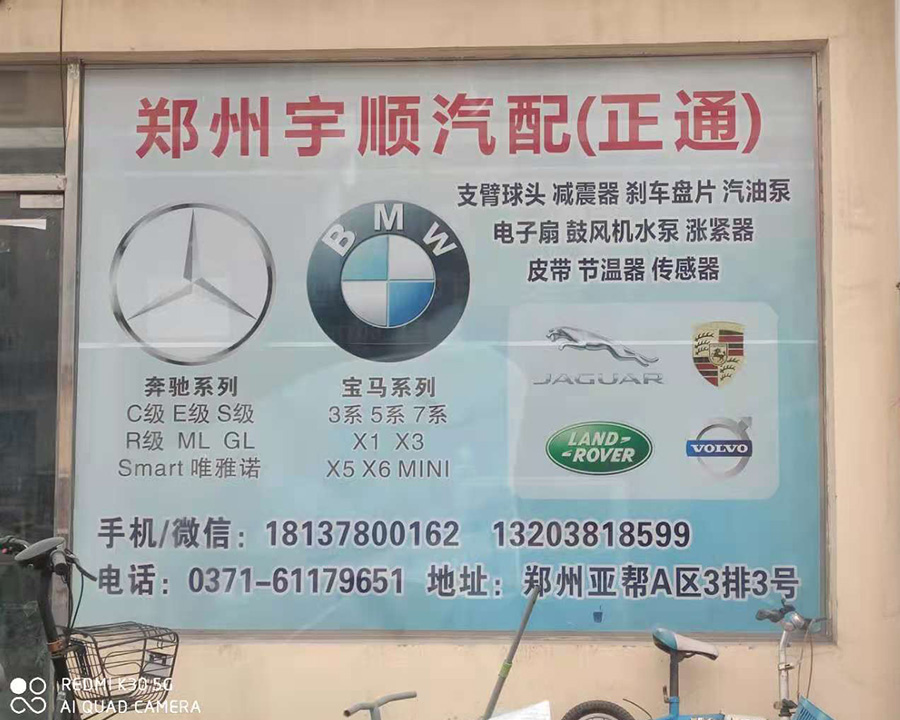 郑州宇顺汽配(正通)
支臂球头 减震器 刹车盘片 汽油泵
电子扇 鼓风机水泵 涨紧器
皮带 节温器 传感器
BMW
JAGUAR
LAND-
ROVER
VOLVO
奔驰系列
C级 E级 S级
R级 ML GL
Smart 唯雅诺
宝马系列
3系 5系 7系
X1 X3
X5 X6 MINI
手机/微信：18137800162 13203818599
电话：0371-61179651 地址：郑州亚帮A区3排3号
REDMI K30 5G
AI QUAD CAMERA